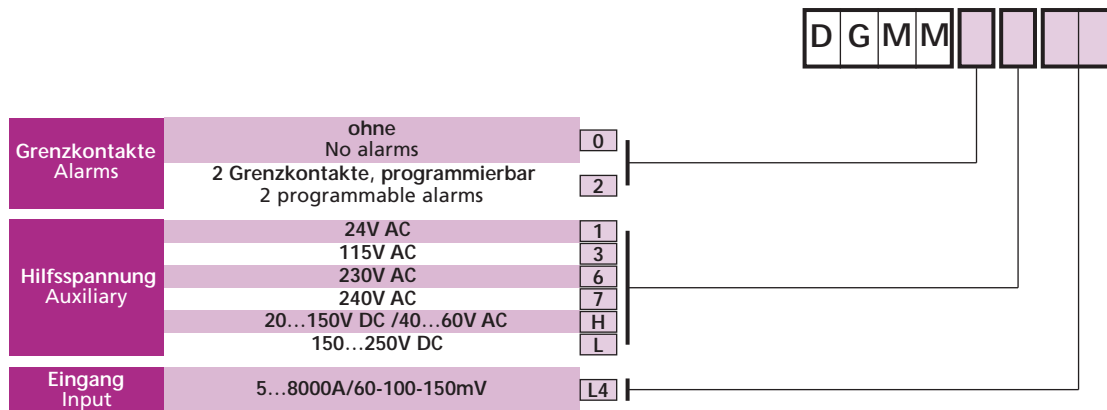 D G M M
Grenzkontakte
Alarms
ohne
No alarms
0
2 Grenzkontakte, programmierbar
2 programmable alarms
2
Hilfsspannung
Auxiliary
24V AC 1
115V AC 3
230V AC 6
240V AC 7
20...150V DC /40...60V AC H
150...250V DC L
Eingang
Input
5...8000A/60-100-150mV L4